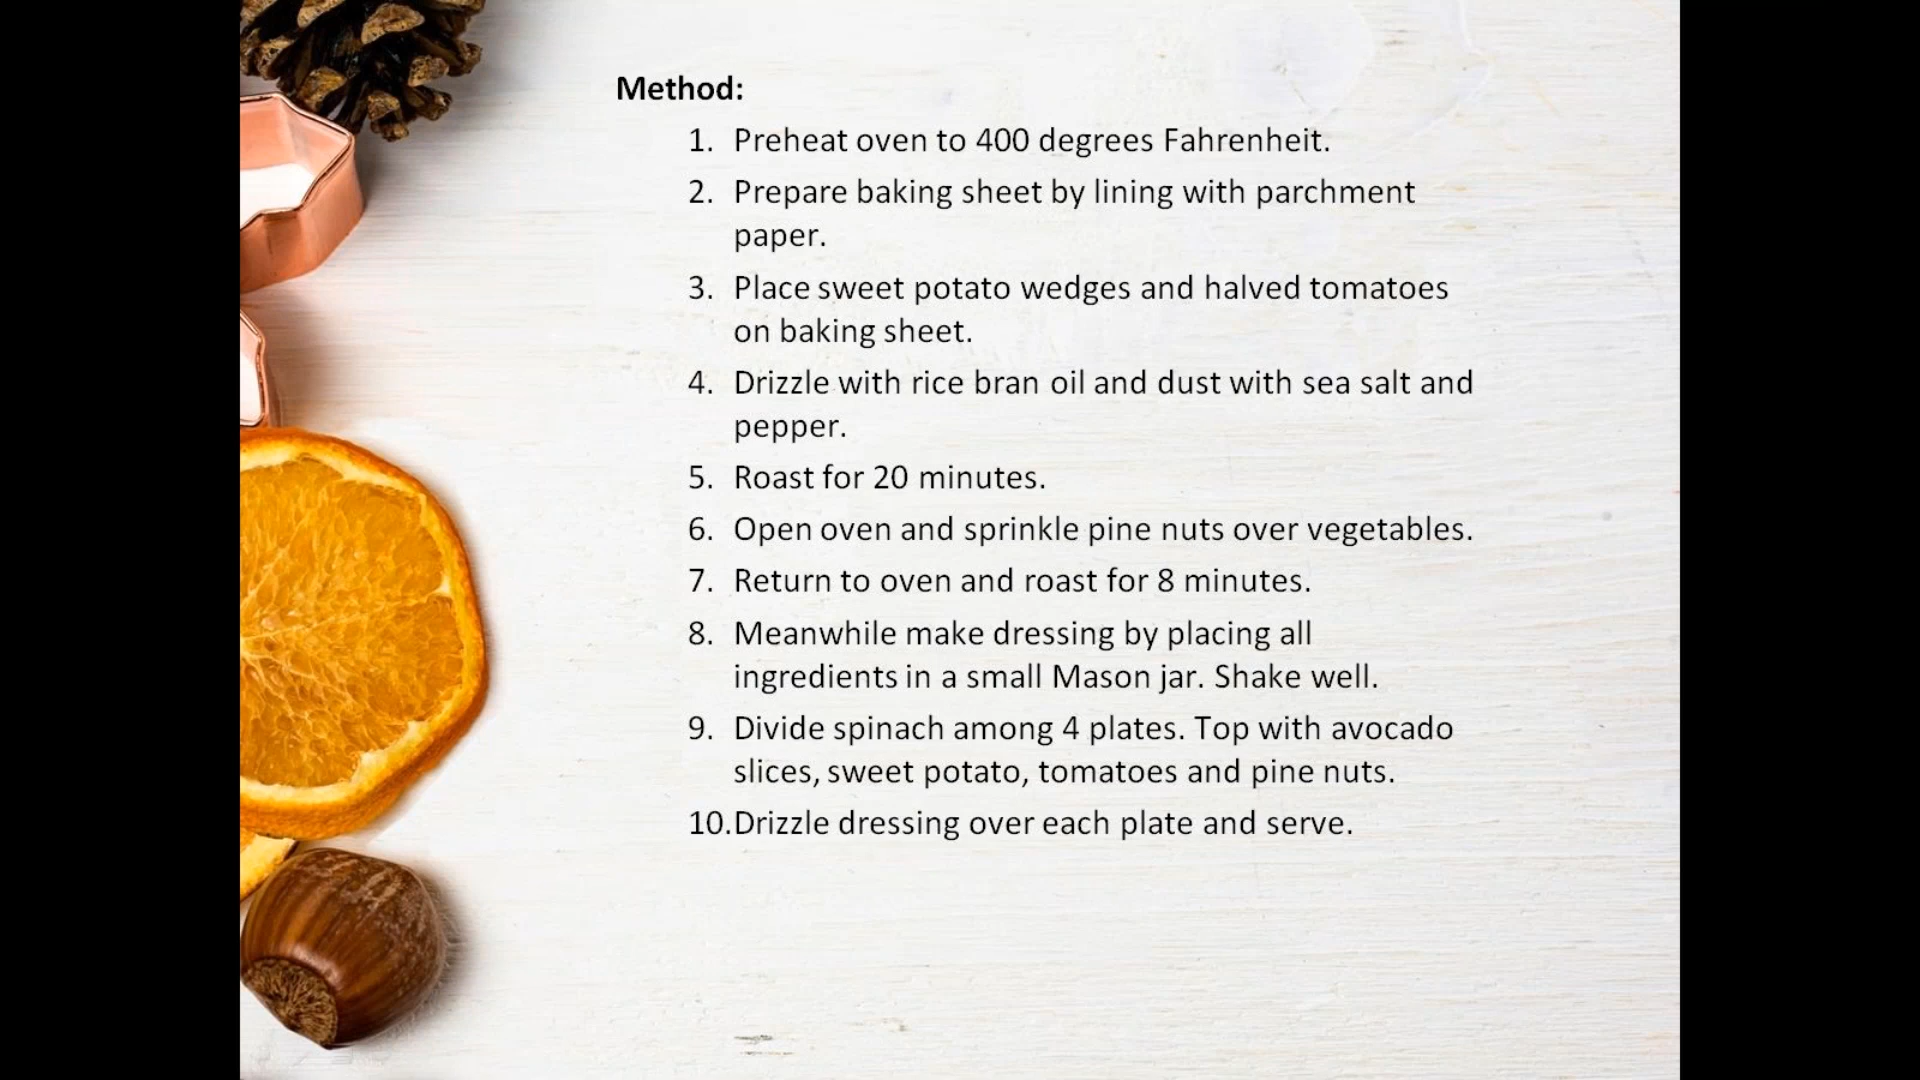 Method:
1. Preheat oven to 400 degrees Fahrenheit.
2. Prepare baking sheet by lining with parchment
paper.
3. Place sweet potato wedges and halved tomatoes
on baking sheet.
4. Drizzle with rice bran oil and dust with sea salt and
pepper.
5. Roast for 20 minutes.
6. Open oven and sprinkle pine nuts over vegetables.
7. Return to oven and roast for 8 minutes.
8. Meanwhile make dressing by placing all
ingredients in a small Mason jar. Shake well.
9. Divide spinach among 4 plates. Top with avocado
slices, sweet potato, tomatoes and pine nuts.
10.Drizzle dressing over each plate and serve.